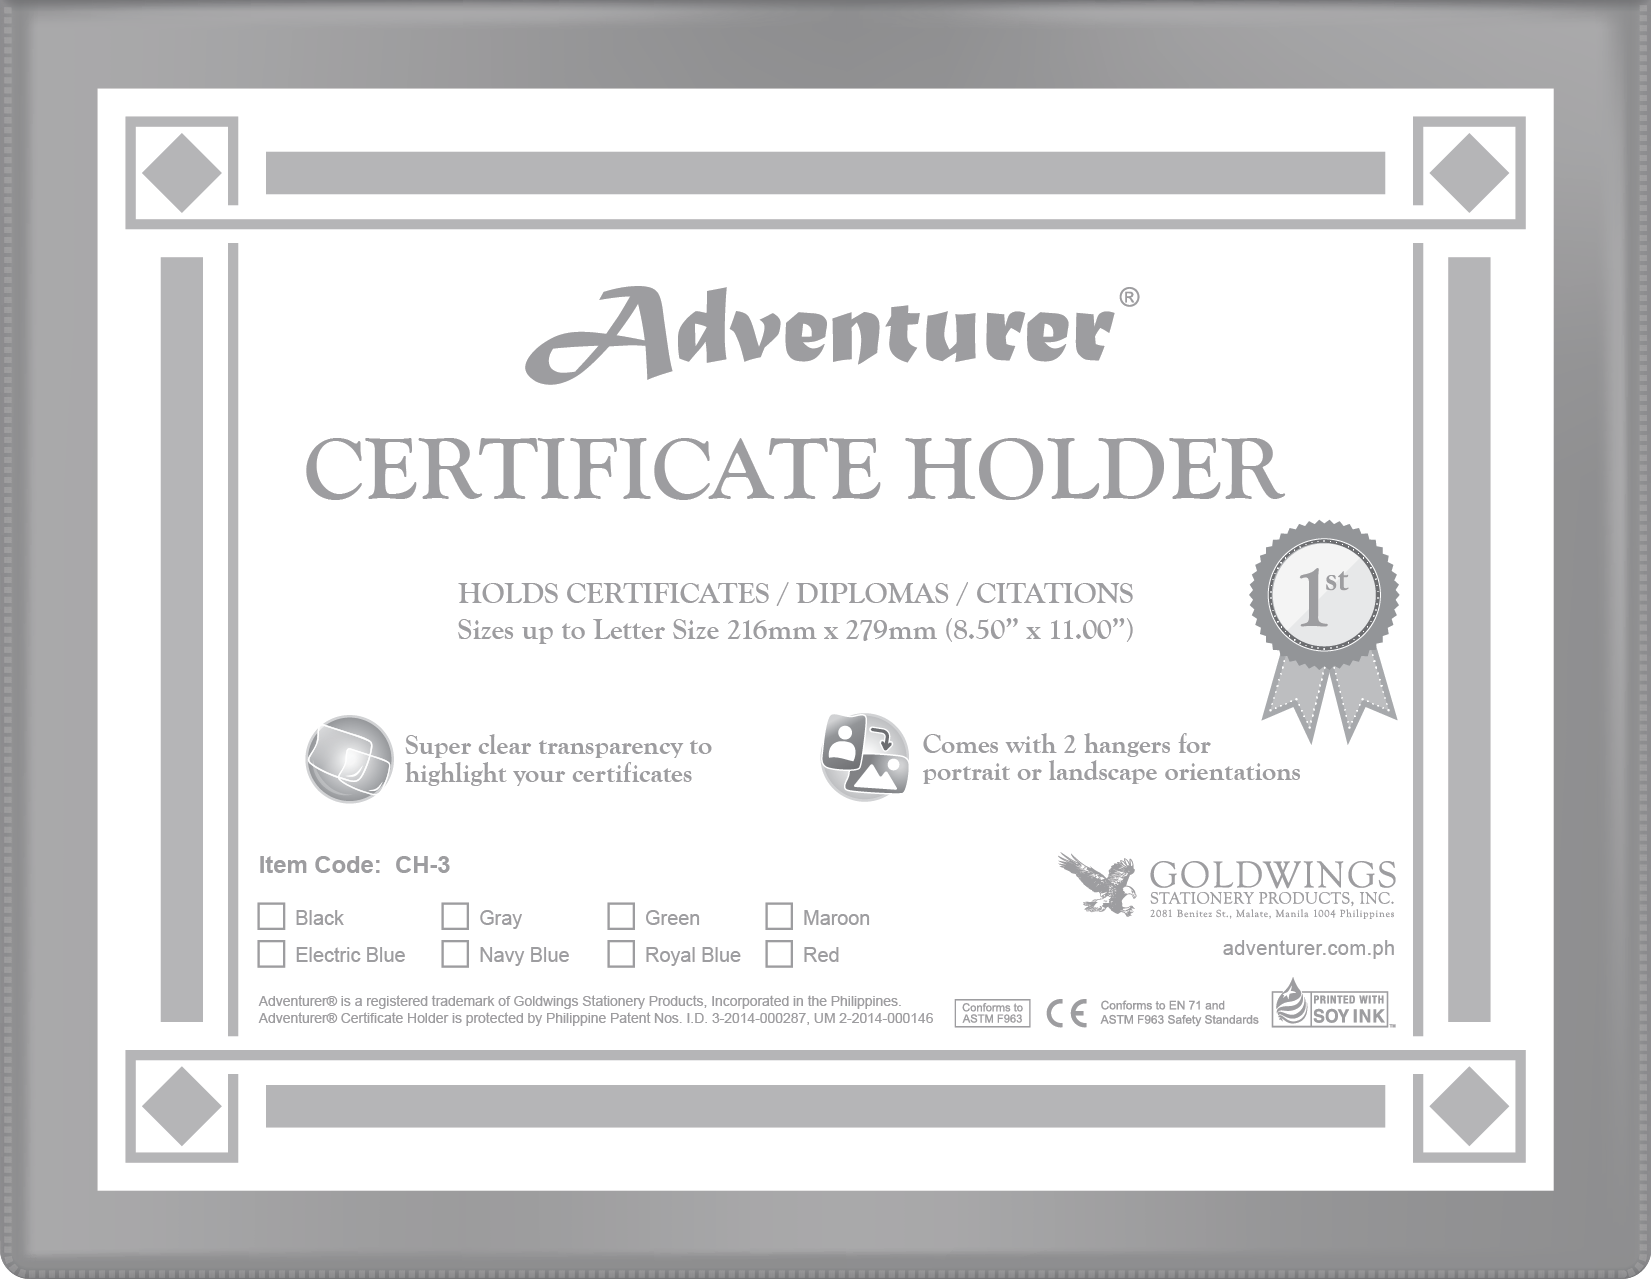 Adventurer®
CERTIFICATE HOLDER
HOLDS CERTIFICATES / DIPLOMAS / CITATIONS
Sizes up to Letter Size 216mm x 279mm (8.50” x 11.00”)
1st
Super clear transparency to
highlight your certificates
Comes with 2 hangers for
portrait or landscape orientations
Item Code: CH-3
Black Gray Green Maroon
Electric Blue Navy Blue Royal Blue Red
GOLDWINGS
STATIONERY PRODUCTS, INC.
2081 Benitez St., Malate, Manila 1004 Philippines
adventurer.com.ph
Adventurer® is a registered trademark of Goldwings Stationery Products, Incorporated in the Philippines.
Adventurer® Certificate Holder is protected by Philippine Patent Nos. I.D. 3-2014-000287, UM 2-2014-000146
Conforms to
ASTM F963
CE
Conforms to EN 71 and
ASTM F963 Safety Standards
PRINTED WITH
SOY INK™